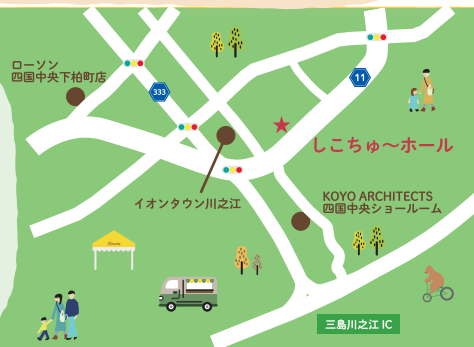 ローソン
四国中央下柏町店
333
11
しこちゅ〜ホール
イオンタウン川之江
KOYO ARCHITECTS
四国中央ショールーム
三島川之江 IC